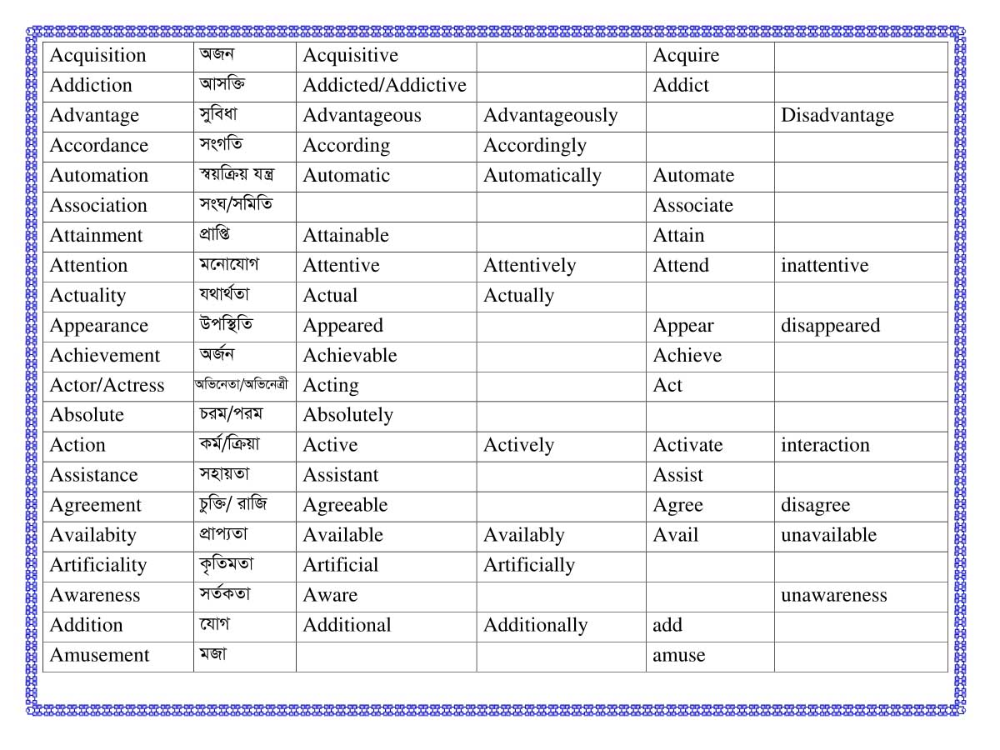 Acquisition অজন Acquisitive Acquire
Addiction আসক্তি Addicted/Addictive Addict
Advantage সুবিধা Advantageous Advantageously Disadvantage
Accordance সংগতি According Accordingly
Automation স্বয়ক্রিয় যন্ত্র Automatic Automatically Automate
Association সংঘ/সমিতি Associate
Attainment প্রাপ্তি Attainable Attain
Attention মনোযোগ Attentive Attentively Attend inattentive
Actuality যথার্থতা Actual Actually
Appearance উপস্থিতি Appeared Appear disappeared
Achievement অর্জন Achievable Achieve
Actor/Actress অভিনেতা/অভিনেত্রী Acting Act
Absolute চরম/পরম Absolutely
Action কর্ম/ক্রিয়া Active Actively Activate interaction
Assistance সহায়তা Assistant Assist
Agreement চুক্তি/ রাজি Agreeable Agree disagree
Availabity প্রাপ্যতা Available Availably Avail unavailable
Artificiality কৃতিমতা Artificial Artificially
Awareness সর্তকতা Aware unawareness
Addition যোগ Additional Additionally add
Amusement মজা amuse